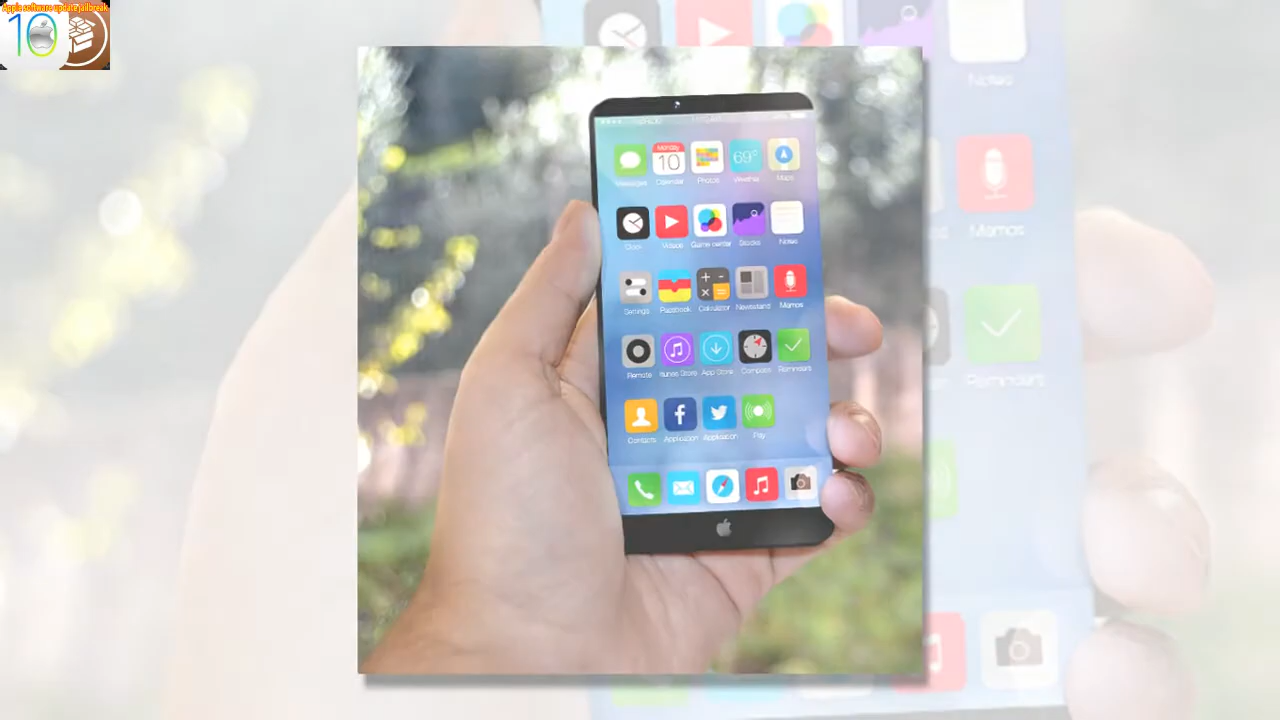 Apple software update jailbreak
10
Notes
Memos
Reminders
Monday
10
69°
Messages Calendar Photos Weather Maps
Clock Videos Game center Stocks Notes
Settings Passbook Calculator Newsstand Memos
Remote iTunes Store App Store Compass Reminders
Contacts Application Application Pay